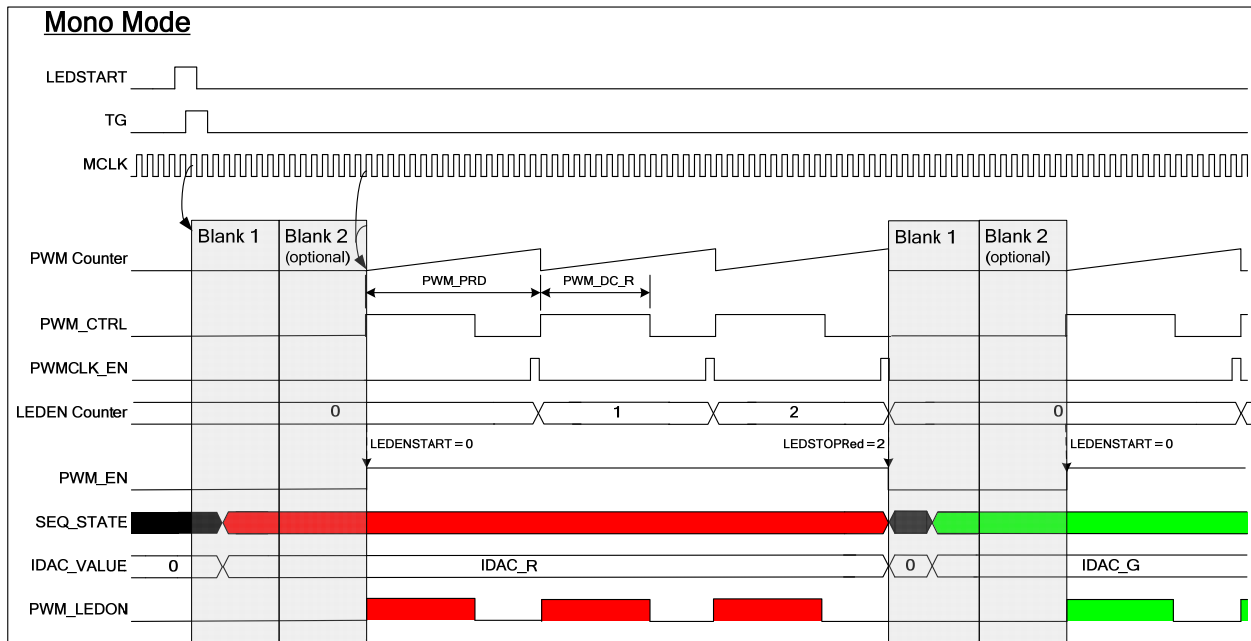 Mono Mode
LEDSTART
TG
MCLK
Blank 1
Blank 2
(optional)
Blank 1
Blank 2
(optional)
PWM Counter
PWM_PRD
PWM_DC_R
PWM_CTRL
PWMCLK_EN
LEDEN Counter
0
1
2
0
LEDENSTART = 0
LEDSTOPRed = 2
LEDENSTART = 0
PWM_EN
SEQ_STATE
IDAC_VALUE
0
IDAC_R
0
IDAC_G
PWM_LEDON